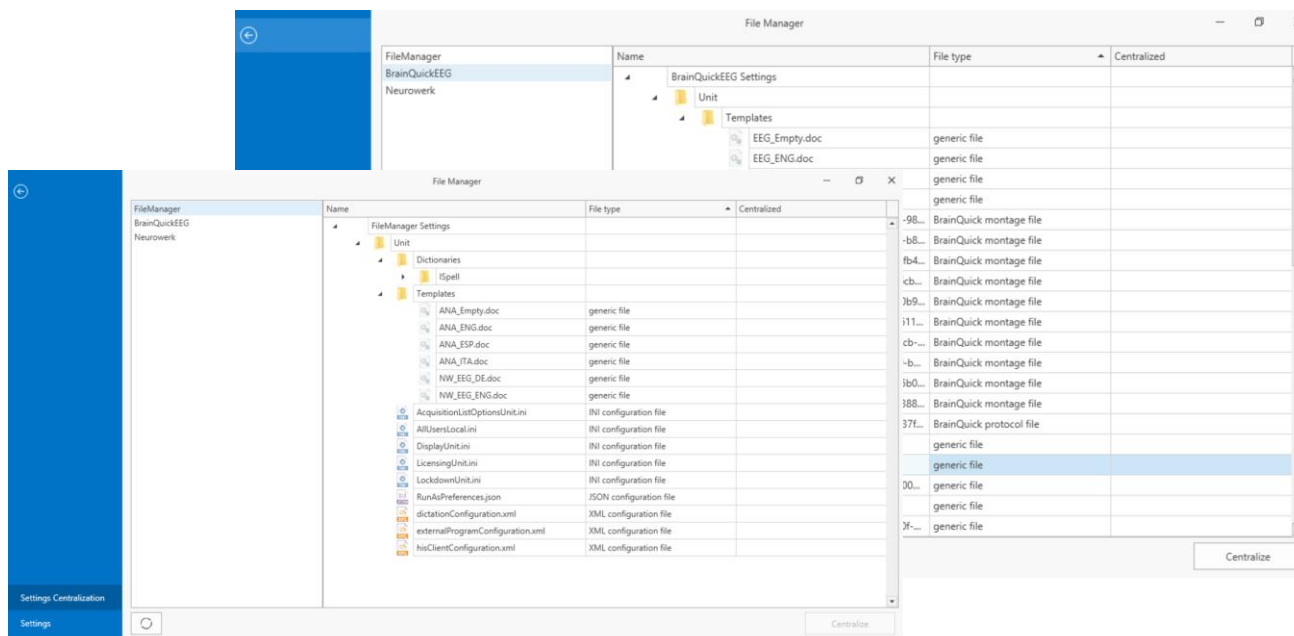 File Manager
FileManager
BrainQuickEEG
Neurowerk
Name File type Centralized
BrainQuickEEG Settings
Unit
Templates
EEG_Empty.doc generic file
EEG_ENG.doc generic file
generic file
generic file
-98... BrainQuick montage file
-b8... BrainQuick montage file
fb4... BrainQuick montage file
BrainQuick montage file
BrainQuick montage file
BrainQuick montage file
cb-... BrainQuick montage file
-b... BrainQuick montage file
BrainQuick montage file
BrainQuick montage file
37f... BrainQuick protocol file
generic file
generic file
generic file
generic file
generic file
Centralize
File Manager
FileManager
BrainQuickEEG
Neurowerk
Name File type Centralized
FileManager Settings
Unit
Dictionaries
ISpell
Templates
ANA_Empty.doc generic file
ANA_ENG.doc generic file
ANA_ESP.doc generic file
ANA_ITA.doc generic file
NW_EEG_DE.doc generic file
NW_EEG_ENG.doc generic file
AcquisitionListOptionsUnit.ini INI configuration file
AllUsersLocal.ini INI configuration file
DisplayUnit.ini INI configuration file
LicensingUnit.ini INI configuration file
LockdownUnit.ini INI configuration file
RunAsPreferences.json JSON configuration file
dictationConfiguration.xml XML configuration file
externalProgramConfiguration.xml XML configuration file
hisClientConfiguration.xml XML configuration file
Settings Centralization
Settings
Centralize